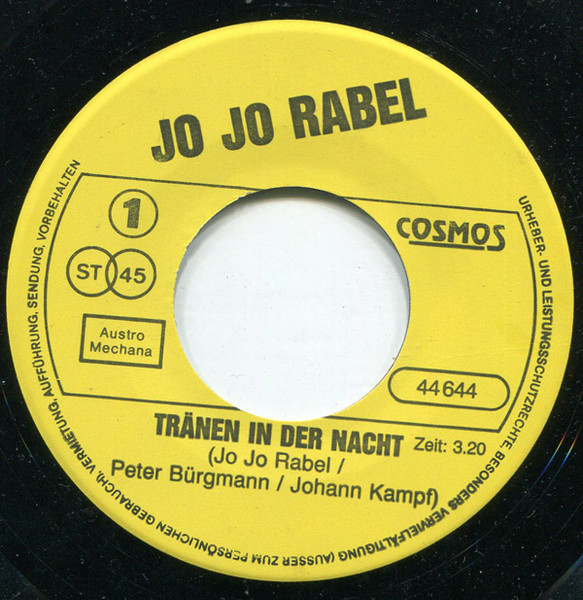 JO JO RABEL
1
COSMOS
ST 45
Austro
Mechana
44 644
TRÄNEN IN DER NACHT Zeit: 3.20
(Jo Jo Rabel /
Peter Bürgmann / Johann Kampf)
URHEBER- UND LEISTUNGSSCHUTZRECHTE, BESONDERS VERVIELFÄLTIGUNG (AUSSER ZUM PERSÖNLICHEN GEBRAUCH), VERMIETUNG, AUFFÜHRUNG, SENDUNG, VORBEHALTEN